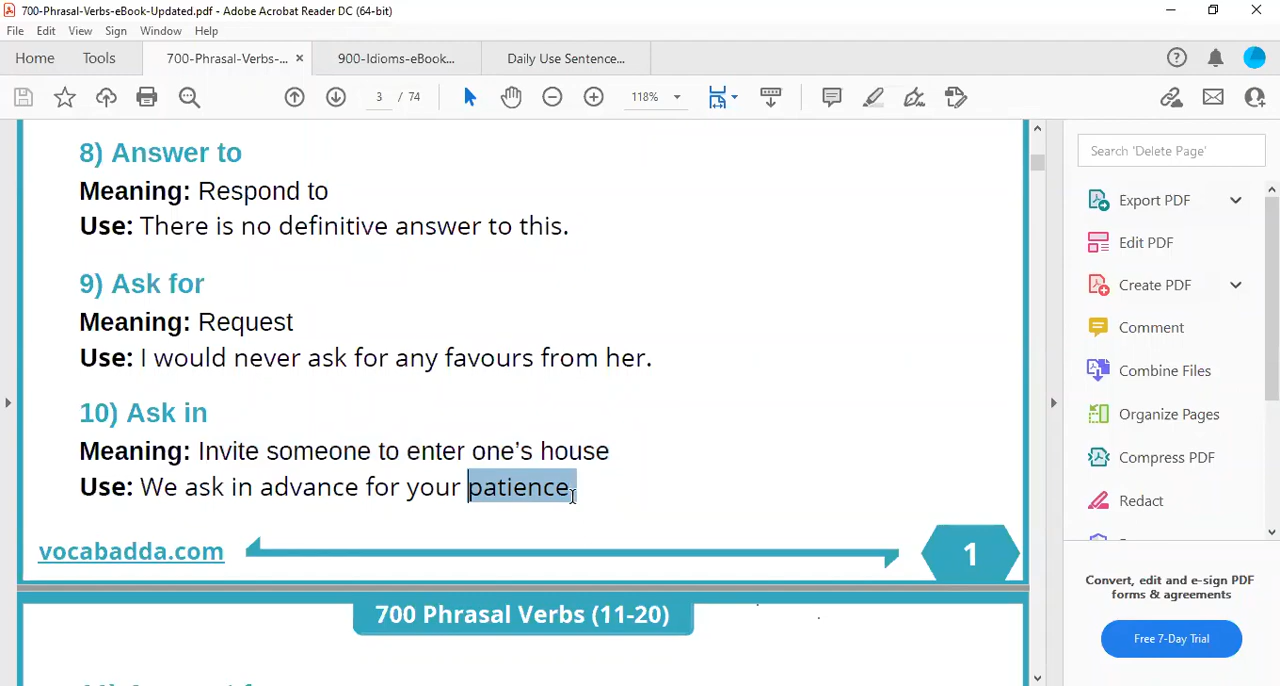 700-Phrasal-Verbs-eBook-Updated.pdf - Adobe Acrobat Reader DC (64-bit)
File Edit View Sign Window Help
Home Tools 700-Phrasal-Verbs-... × 900-Idioms-eBook... Daily Use Sentence...
3 / 74 118%
8) Answer to
Meaning: Respond to
Use: There is no definitive answer to this.
9) Ask for
Meaning: Request
Use: I would never ask for any favours from her.
10) Ask in
Meaning: Invite someone to enter one's house
Use: We ask in advance for your patience.
vocabadda.com
1
700 Phrasal Verbs (11-20)
Search 'Delete Page'
Export PDF
Edit PDF
Create PDF
Comment
Combine Files
Organize Pages
Compress PDF
Redact
Convert, edit and e-sign PDF
forms & agreements
Free 7-Day Trial